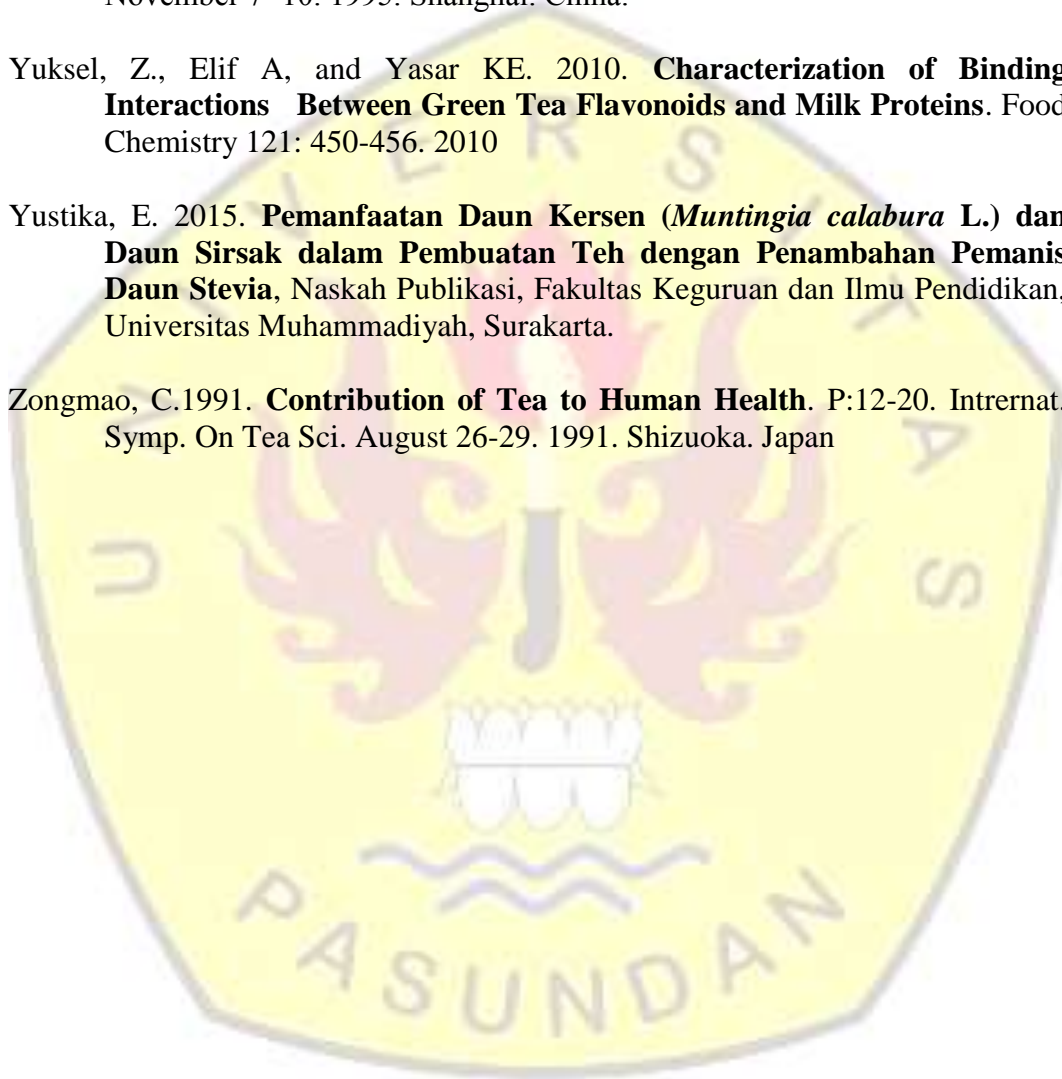 November 7-10. 1995. Shanghai. China.
Yuksel, Z., Elif A, and Yasar KE. 2010. Characterization of Binding
Interactions Between Green Tea Flavonoids and Milk Proteins. Food
Chemistry 121: 450-456. 2010
Yustika, E. 2015. Pemanfaatan Daun Kersen (Muntingia calabura L.) dan
Daun Sirsak dalam Pembuatan Teh dengan Penambahan Pemanis
Daun Stevia, Naskah Publikasi, Fakultas Keguruan dan Ilmu Pendidikan,
Universitas Muhammadiyah, Surakarta.
Zongmao, C.1991. Contribution of Tea to Human Health. P:12-20. Intrernat.
Symp. On Tea Sci. August 26-29. 1991. Shizuoka. Japan
UNIVERSITAS
PASUNDAN